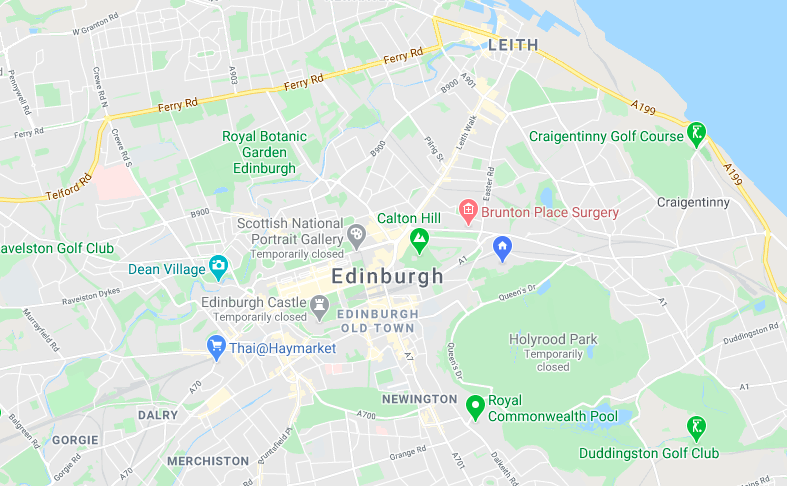 W Granton Rd
LEITH
Pennywell Rd
Crewe Rd N
A903
Ferry Rd
Ferry Rd
Ferry Rd
Ferry Rd
B900
A901
A199
Crewe Rd S
Royal Botanic
Garden
Edinburgh
B900
Pilrig St
Leith Walk
Craigentinny Golf Course
A199
Telford Rd
Easter Rd
Craigentinny
B900
Calton Hill
Brunton Place Surgery
Scottish National
Portrait Gallery
Temporarily closed
avelston Golf Club
Dean Village
A1
Edinburgh
Ravelston Dykes
Edinburgh Castle
Temporarily closed
Queen's Dr
EDINBURGH
OLD TOWN
Murrayfield Rd
Thai@Haymarket
A7
Queen's Dr
Holyrood Park
Temporarily
closed
Duddingston Rd
A70
A1
DALRY
A700
NEWINGTON
Royal
Commonwealth Pool
Balgreen Rd
GORGIE
Bruntsfield Pl
Grange Rd
Duddingston Golf Club
Gorgie Rd
A70
MERCHISTON
A701
Dalkeith Rd